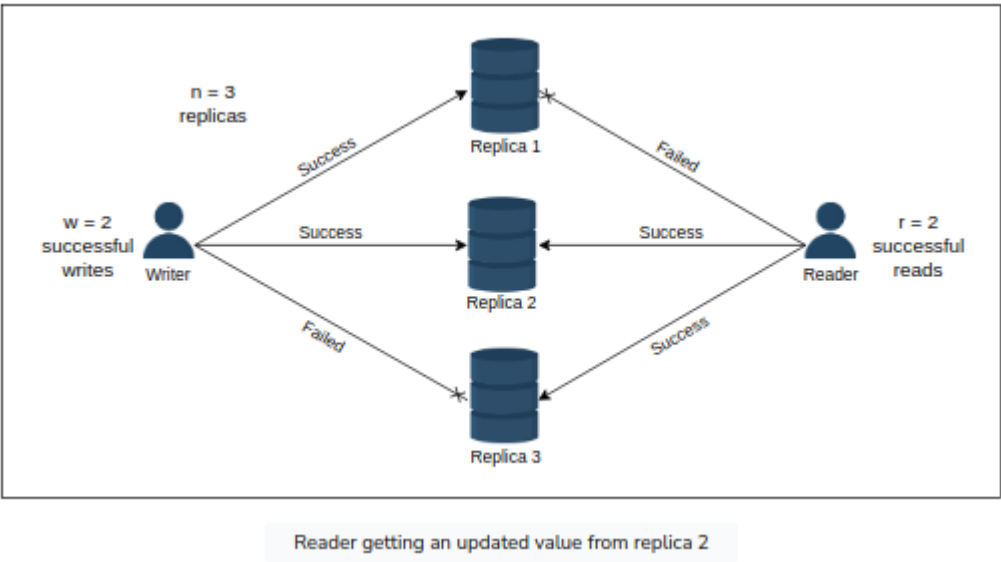 n = 3
replicas
Replica 1
Success
Failed
w = 2
successful
writes
Writer
Success
Replica 2
Success
Reader
r = 2
successful
reads
Failed
Success
Replica 3
Reader getting an updated value from replica 2